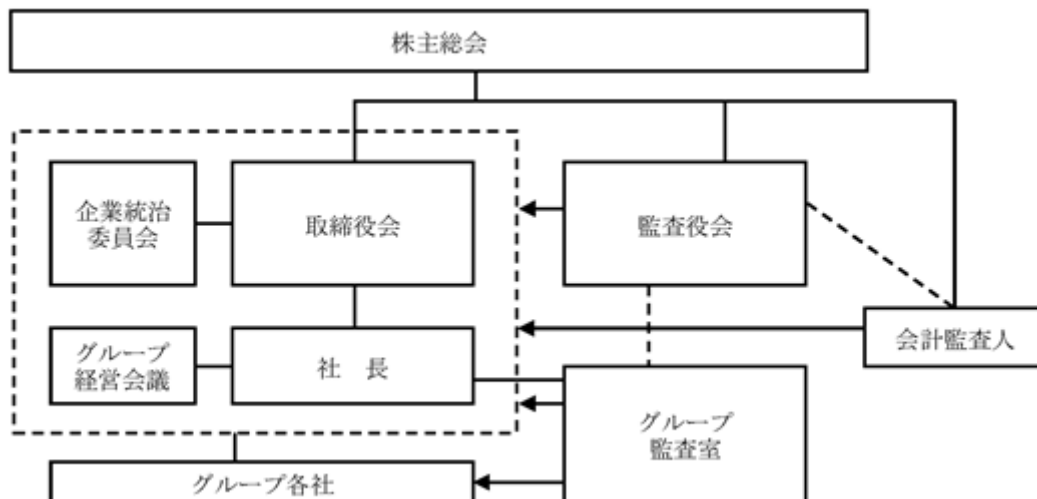 株主総会
企業統治
委員会
取締役会
監査役会
会計監査人
グループ
経営会議
社　長
グループ
監査室
グループ各社